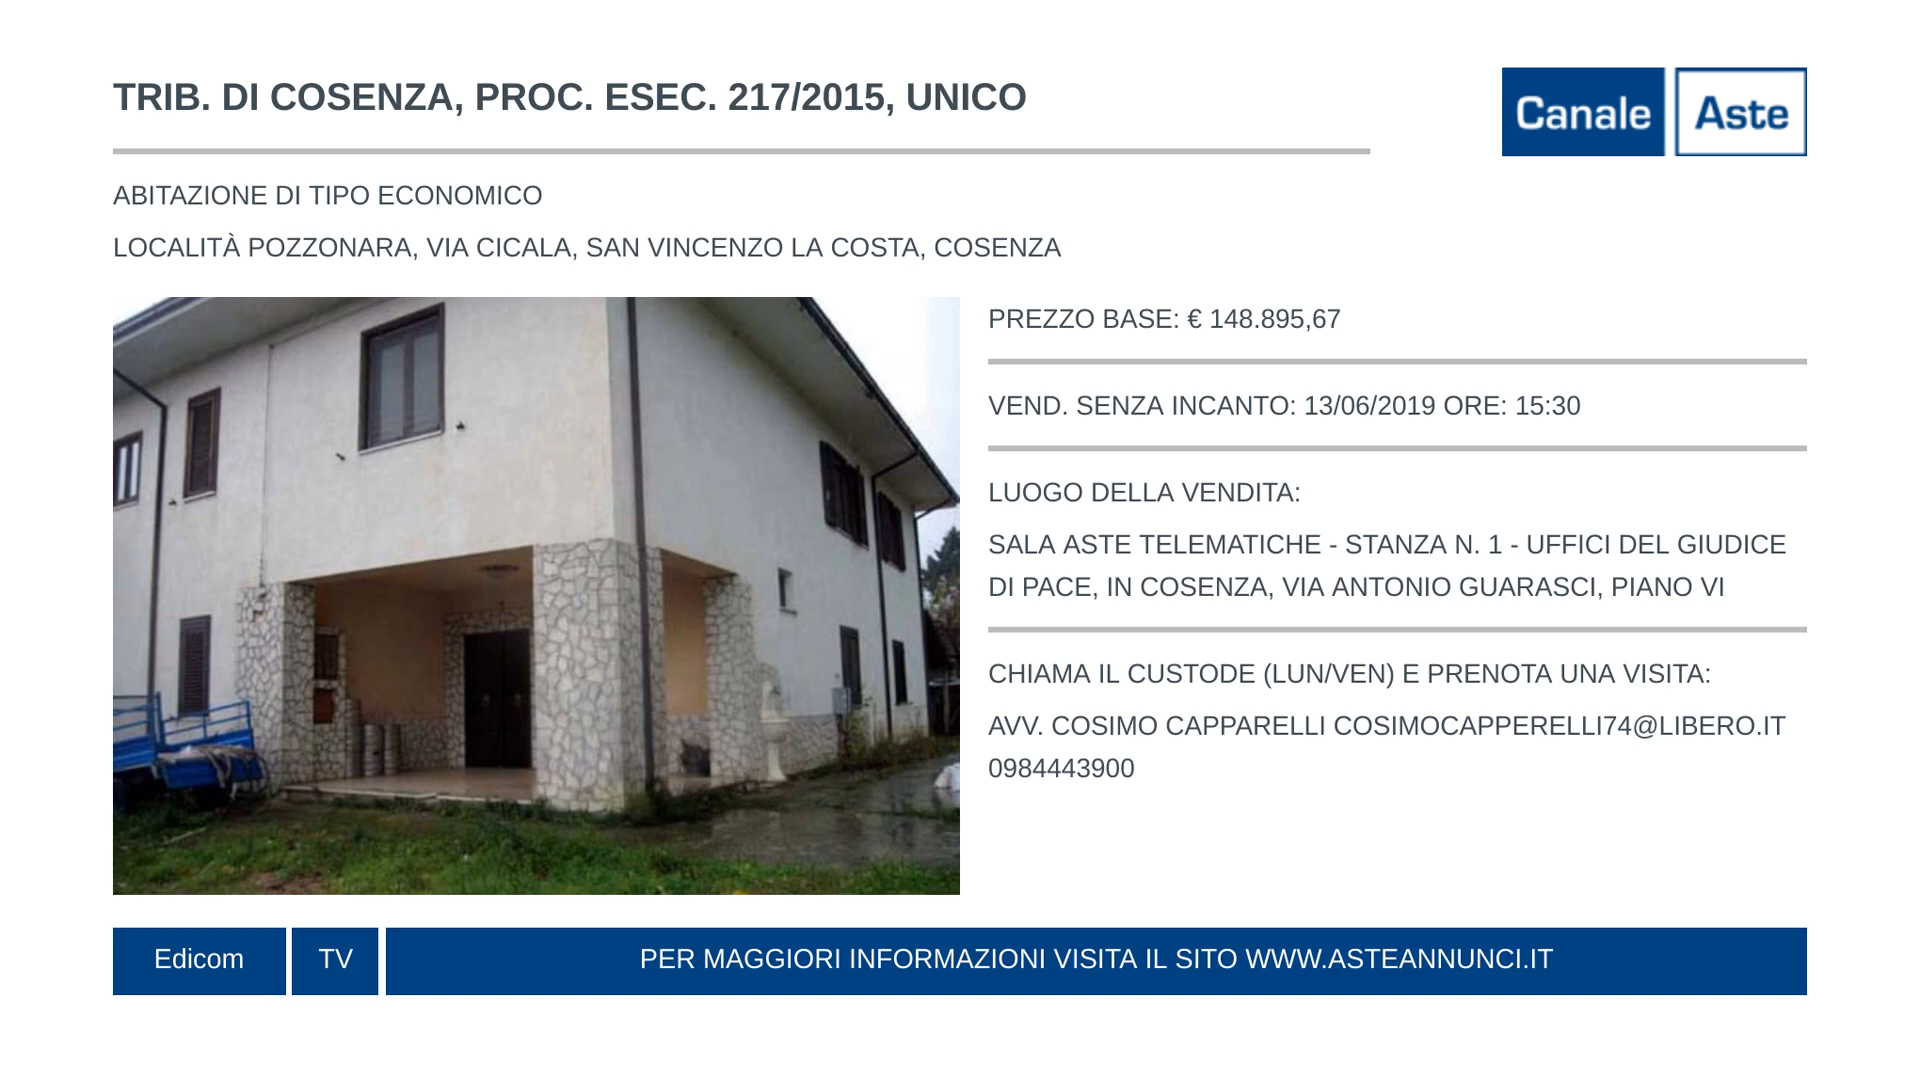 TRIB. DI COSENZA, PROC. ESEC. 217/2015, UNICO
Canale Aste
ABITAZIONE DI TIPO ECONOMICO
LOCALITÀ POZZONARA, VIA CICALA, SAN VINCENZO LA COSTA, COSENZA
PREZZO BASE: € 148.895,67
VEND. SENZA INCANTO: 13/06/2019 ORE: 15:30
LUOGO DELLA VENDITA:
SALA ASTE TELEMATICHE - STANZA N. 1 - UFFICI DEL GIUDICE
DI PACE, IN COSENZA, VIA ANTONIO GUARASCI, PIANO VI
CHIAMA IL CUSTODE (LUN/VEN) E PRENOTA UNA VISITA:
AVV. COSIMO CAPPARELLI COSIMOCAPPERELLI74@LIBERO.IT
0984443900
Edicom TV PER MAGGIORI INFORMAZIONI VISITA IL SITO WWW.ASTEANNUNCI.IT